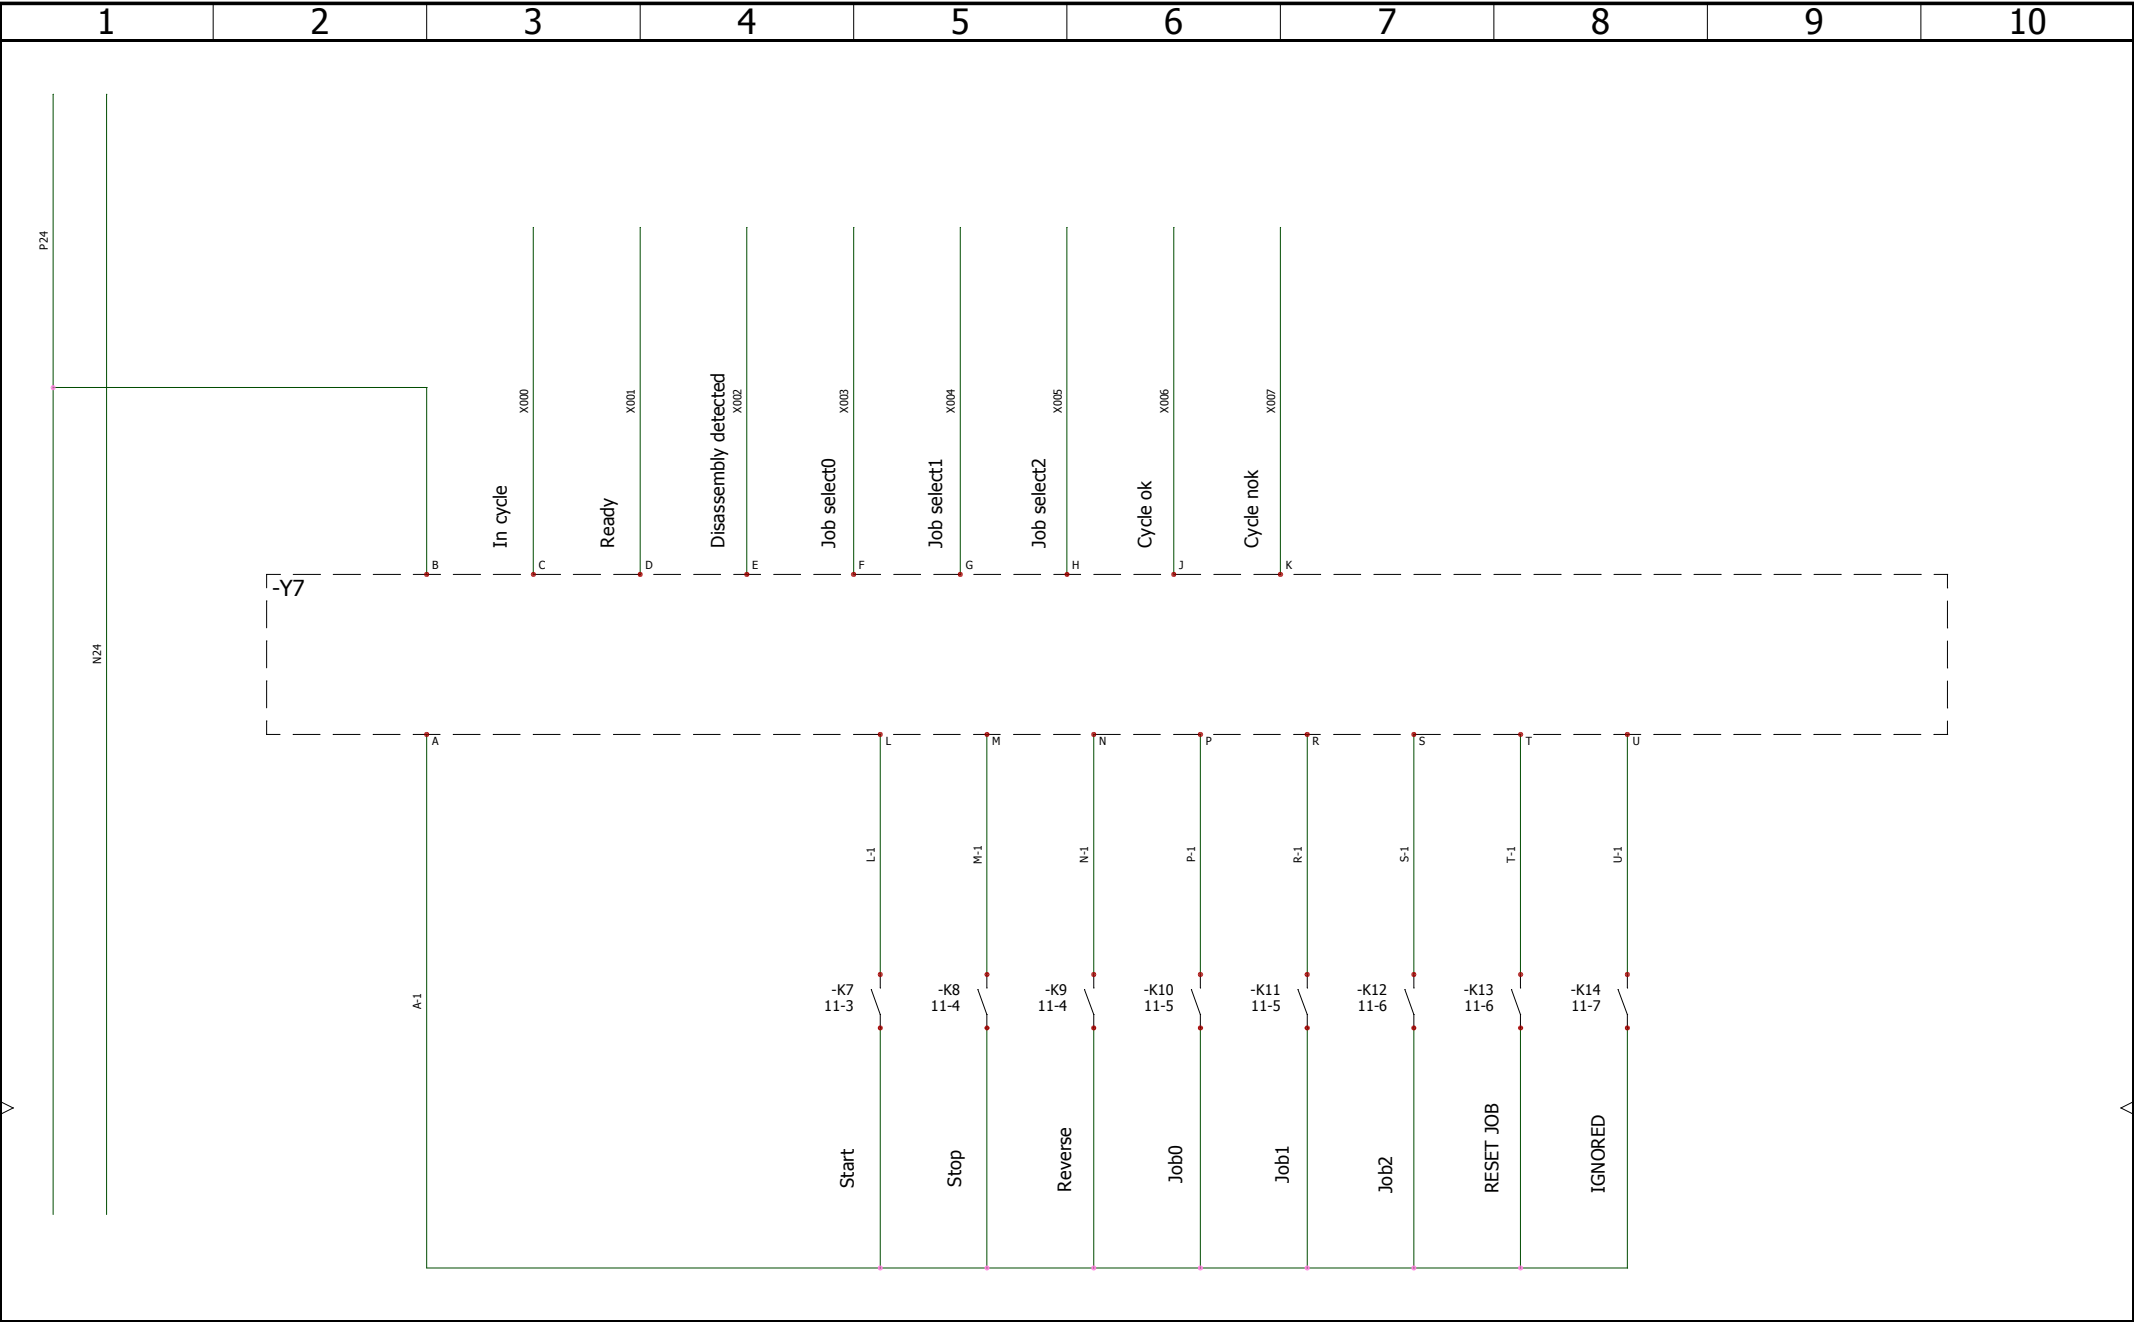 1 2 3 4 5 6 7 8 9 10
P24
N24
X000
X001
X002
X003
X004
X005
X006
X007
In cycle
Ready
Disassembly detected
Job select0
Job select1
Job select2
Cycle ok
Cycle nok
B C D E F G H J K
-Y7
A L M N P R S T U
A-1
L-1
M-1
N-1
P-1
R-1
S-1
T-1
U-1
-K7
11-3
-K8
11-4
-K9
11-4
-K10
11-5
-K11
11-5
-K12
11-6
-K13
11-6
-K14
11-7
Start
Stop
Reverse
Job0
Job1
Job2
RESET JOB
IGNORED